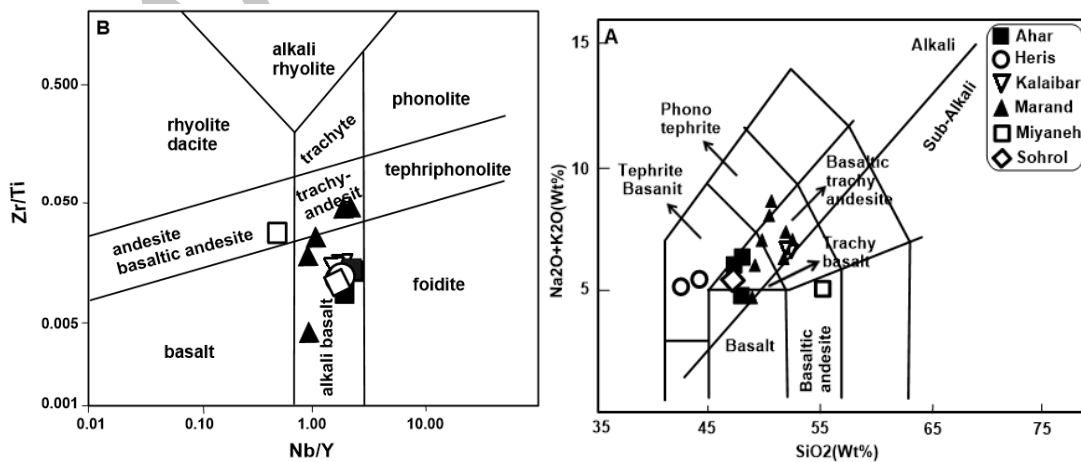 B
alkali
rhyolite
0.500
phonolite
rhyolite
dacite
trachyte
tephriphonolite
Zr/Ti
0.050
trachy-
andesit
andesite
basaltic andesite
foidite
0.005
basalt
alkali basalt
0.001
0.01
0.10
1.00
10.00
Nb/Y
A
15
Alkali
Sub-Alkali
Phono
tephrite
10
Basaltic
trachy
andesite
Tephrite
Basanit
Na2O+K2O(Wt%)
Trachy
basalt
5
Basalt
Basaltic
andesite
0
35
45
55
65
75
SiO2(Wt%)
Ahar
Heris
Kalaibar
Marand
Miyaneh
Sohrol